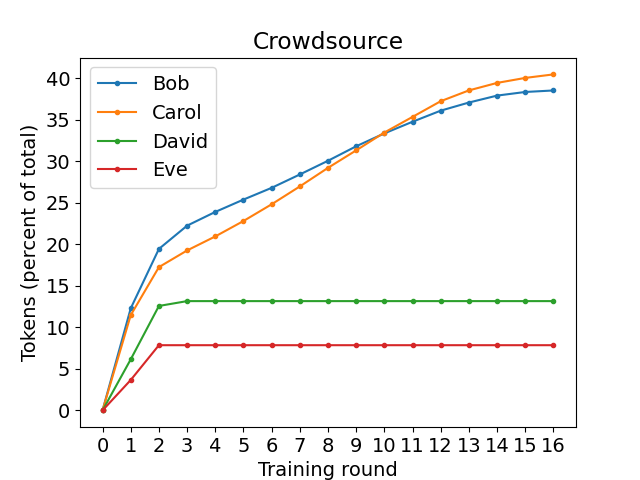 Crowdsource
Tokens (percent of total)
40
35
30
25
20
15
10
5
0
Bob
Carol
David
Eve
0 1 2 3 4 5 6 7 8 9 10 11 12 13 14 15 16
Training round